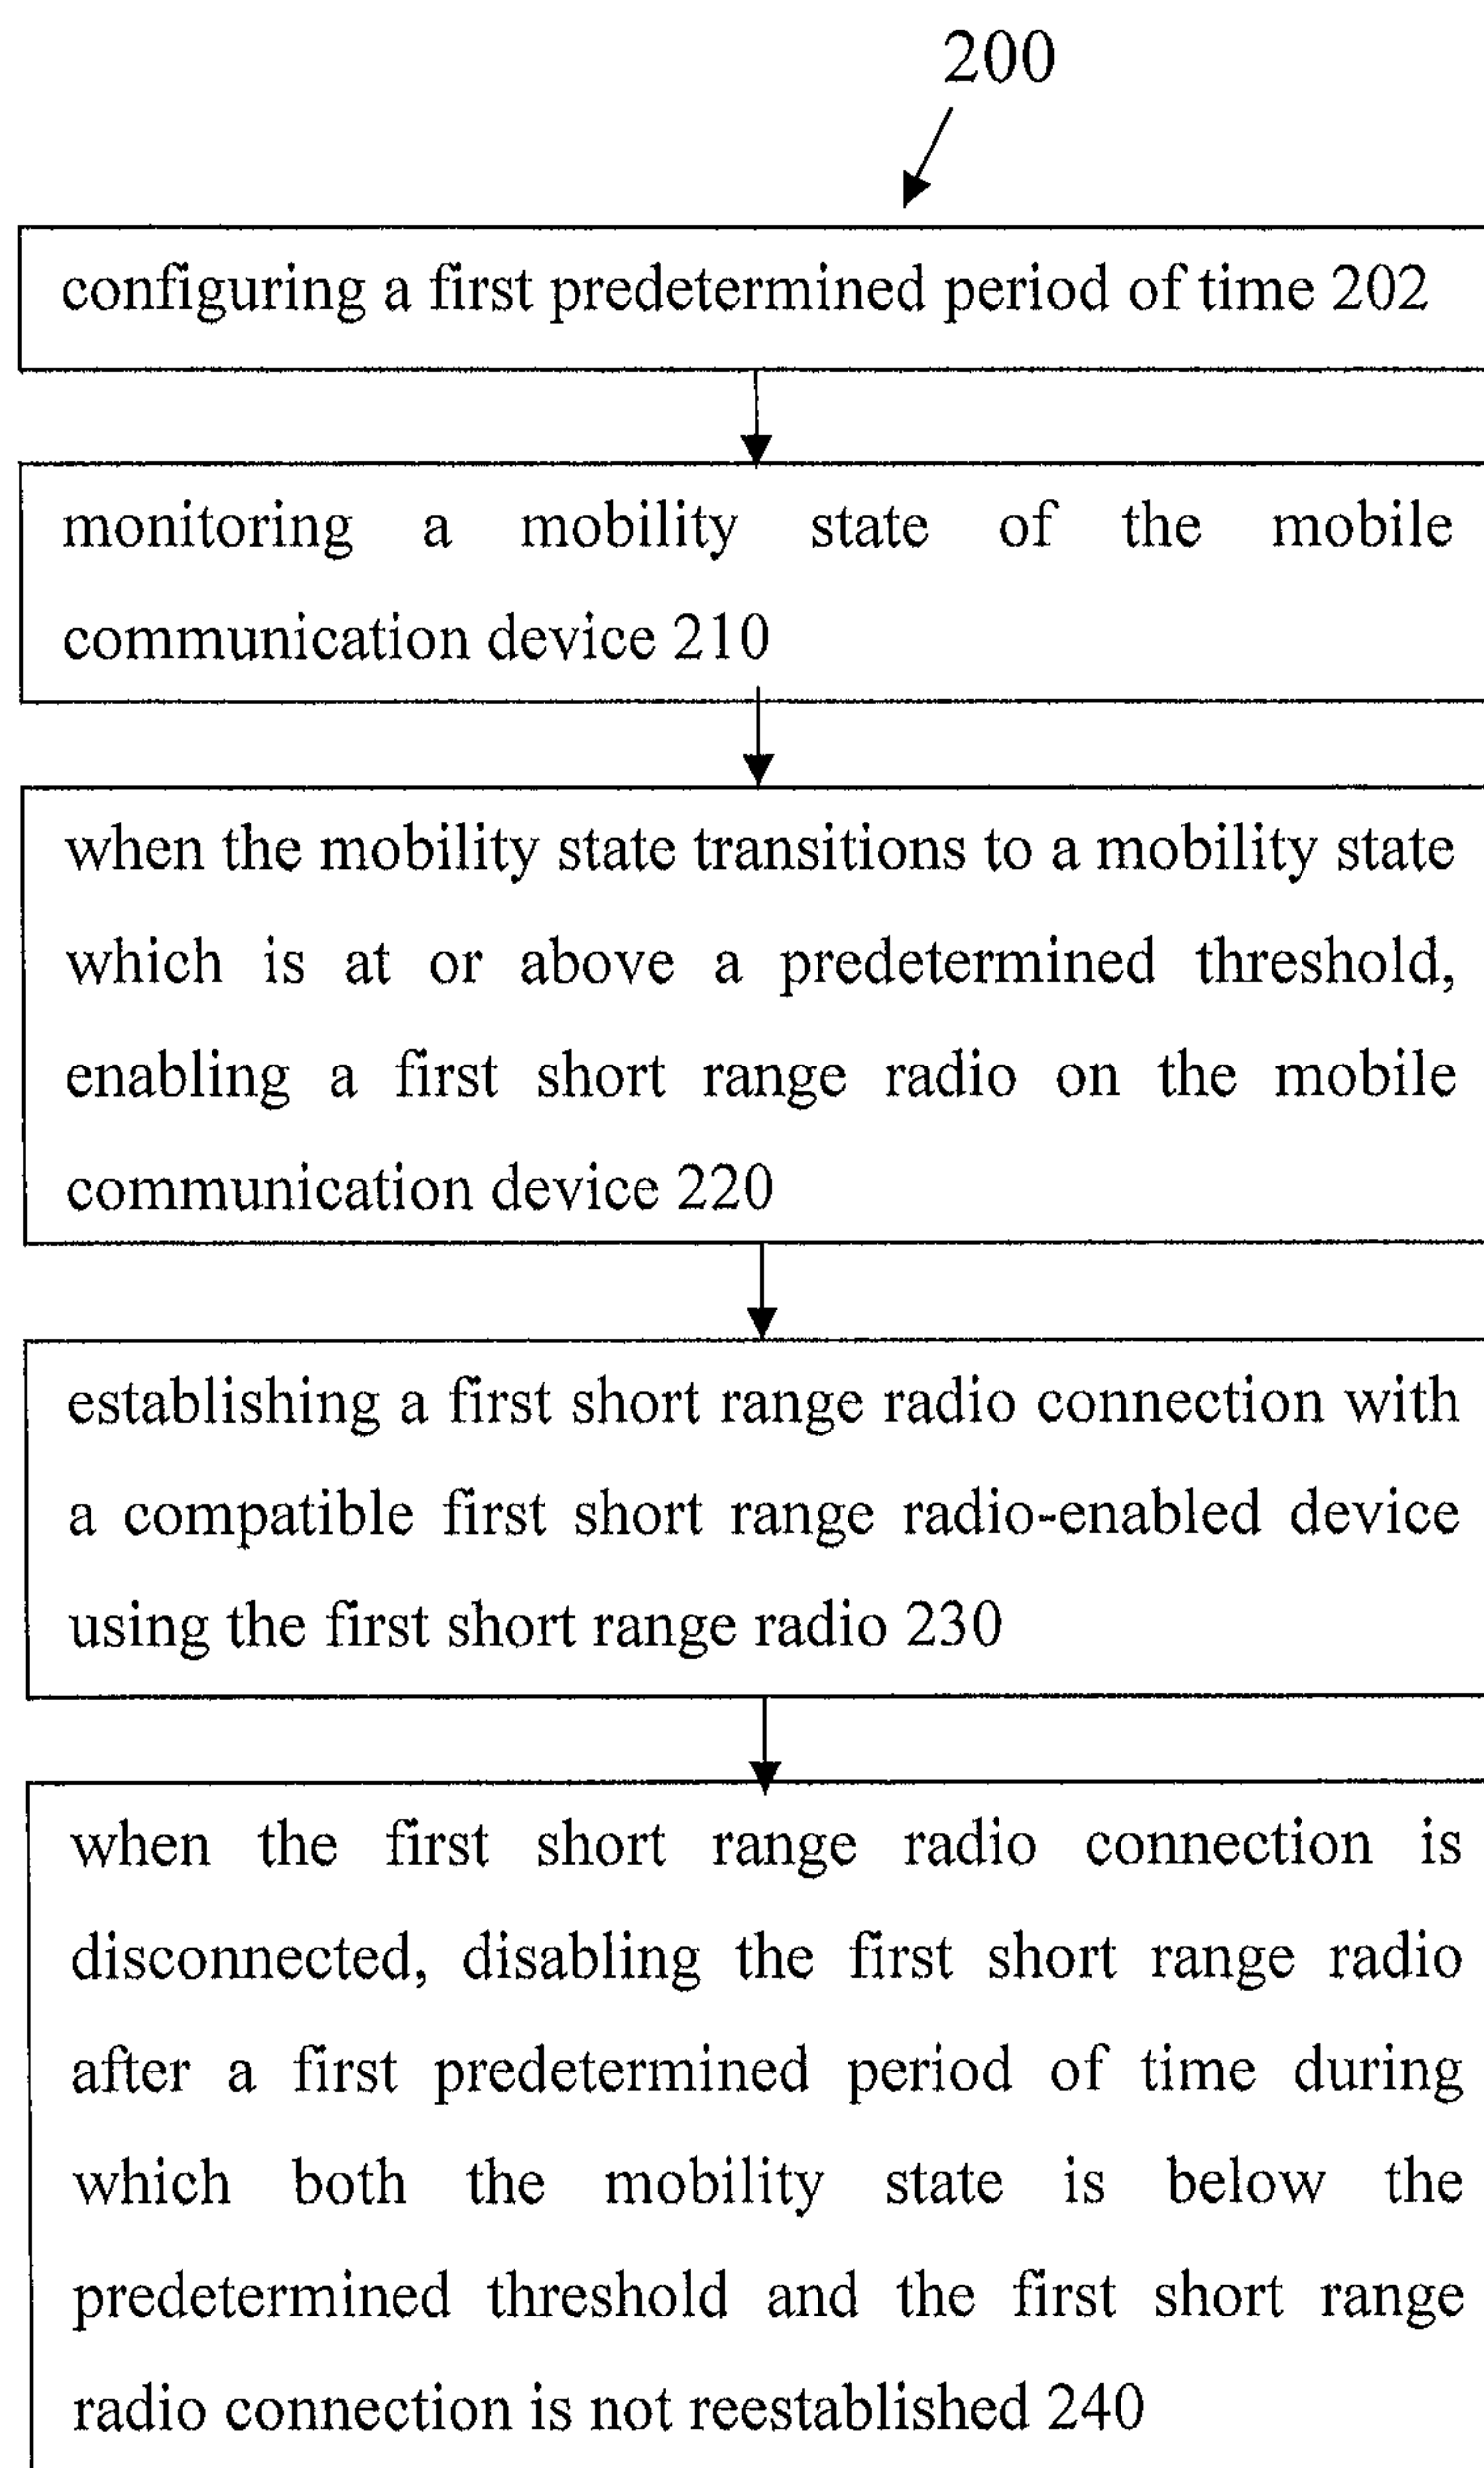 200
configuring a first predetermined period of time 202
monitoring a mobility state of the mobile
communication device 210
when the mobility state transitions to a mobility state
which is at or above a predetermined threshold,
enabling a first short range radio on the mobile
communication device 220
establishing a first short range radio connection with
a compatible first short range radio-enabled device
using the first short range radio 230
when the first short range radio connection is
disconnected, disabling the first short range radio
after a first predetermined period of time during
which both the mobility state is below the
predetermined threshold and the first short range
radio connection is not reestablished 240